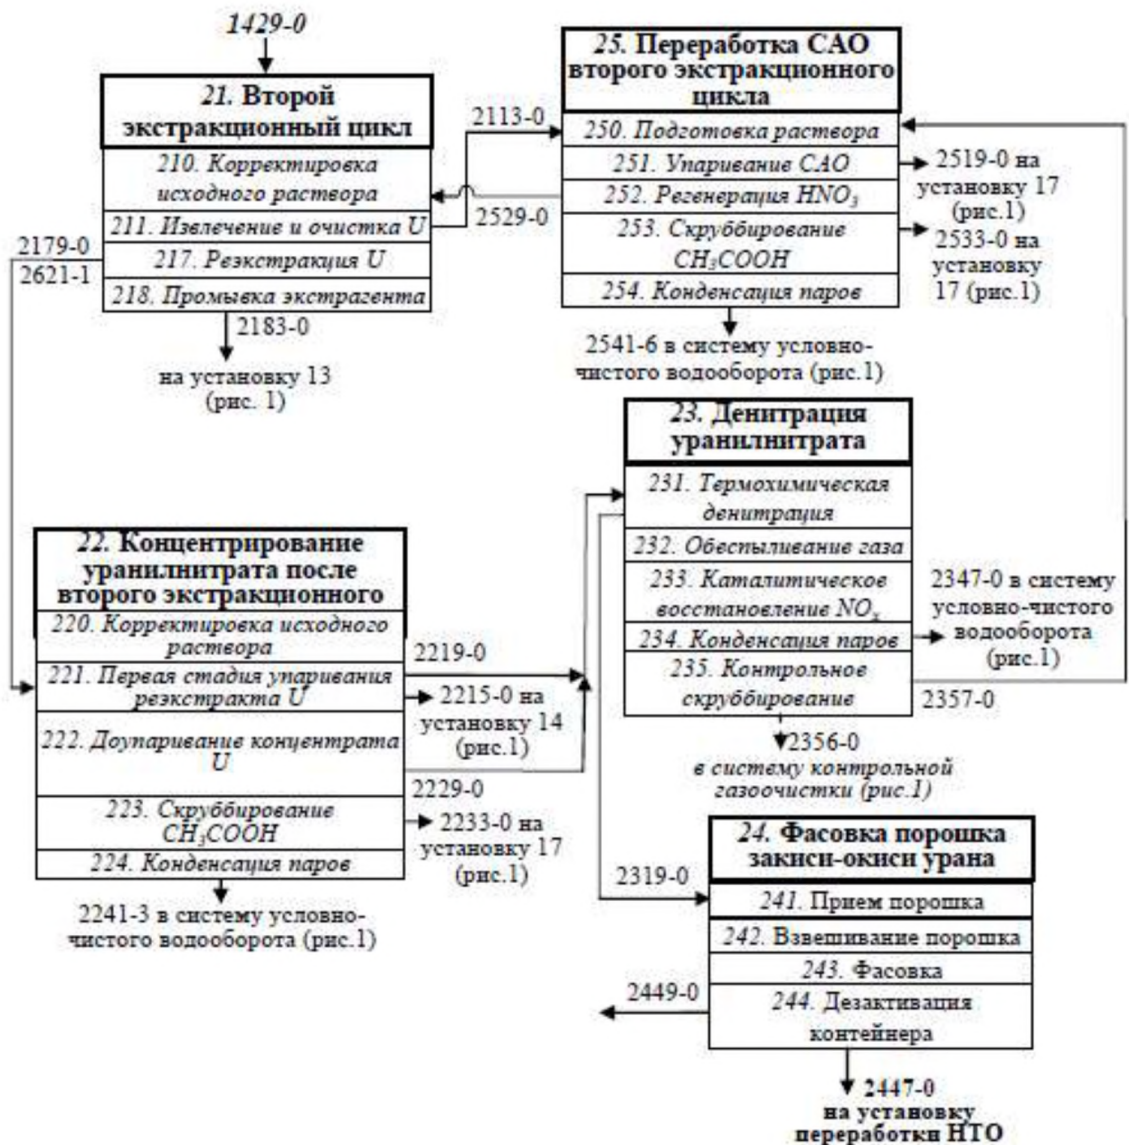 1429-0
21. Второй
экстракционный цикл
210. Корректировка
исходного раствора
211. Извлечение и очистка U
217. Реэкстракция U
218. Промывка экстрагента
2179-0
2621-1
2183-0
на установку 13
(рис. 1)
2113-0
2529-0
25. Переработка САО
второго экстракционного
цикла
250. Подготовка раствора
251. Упаривание САО
252. Регенерация HNO3
253. Скруббирование
CH3COOH
254. Конденсация паров
2519-0 на
установку 17
(рис.1)
2533-0 на
установку
17 (рис.1)
2541-6 в систему условно-
чистого водооборота (рис.1)
23. Денитрация
уранилнитрата
231. Термохимическая
денитрация
232. Обеспыливание газа
233. Каталитическое
восстановление NOx
234. Конденсация паров
235. Контрольное
скруббирование
2347-0 в систему
условно-чистого
водооборота
(рис.1)
2357-0
2356-0
в систему контрольной
газоочистки (рис.1)
22. Концентрирование
уранилнитрата после
второго экстракционного
220. Корректировка исходного
раствора
221. Первая стадия упаривания
реэкстракта U
222. Доупаривание концентрата
U
223. Скруббирование
CH3COOH
224. Конденсация паров
2219-0
2215-0 на
установку 14
(рис.1)
2229-0
2233-0 на
установку 17
(рис.1)
2241-3 в систему условно-
чистого водооборота (рис.1)
24. Фасовка порошка
закиси-окиси урана
241. Прием порошка
242. Взвешивание порошка
243. Фасовка
244. Дезактивация
контейнера
2319-0
2449-0
2447-0
на установку
переработки НТО